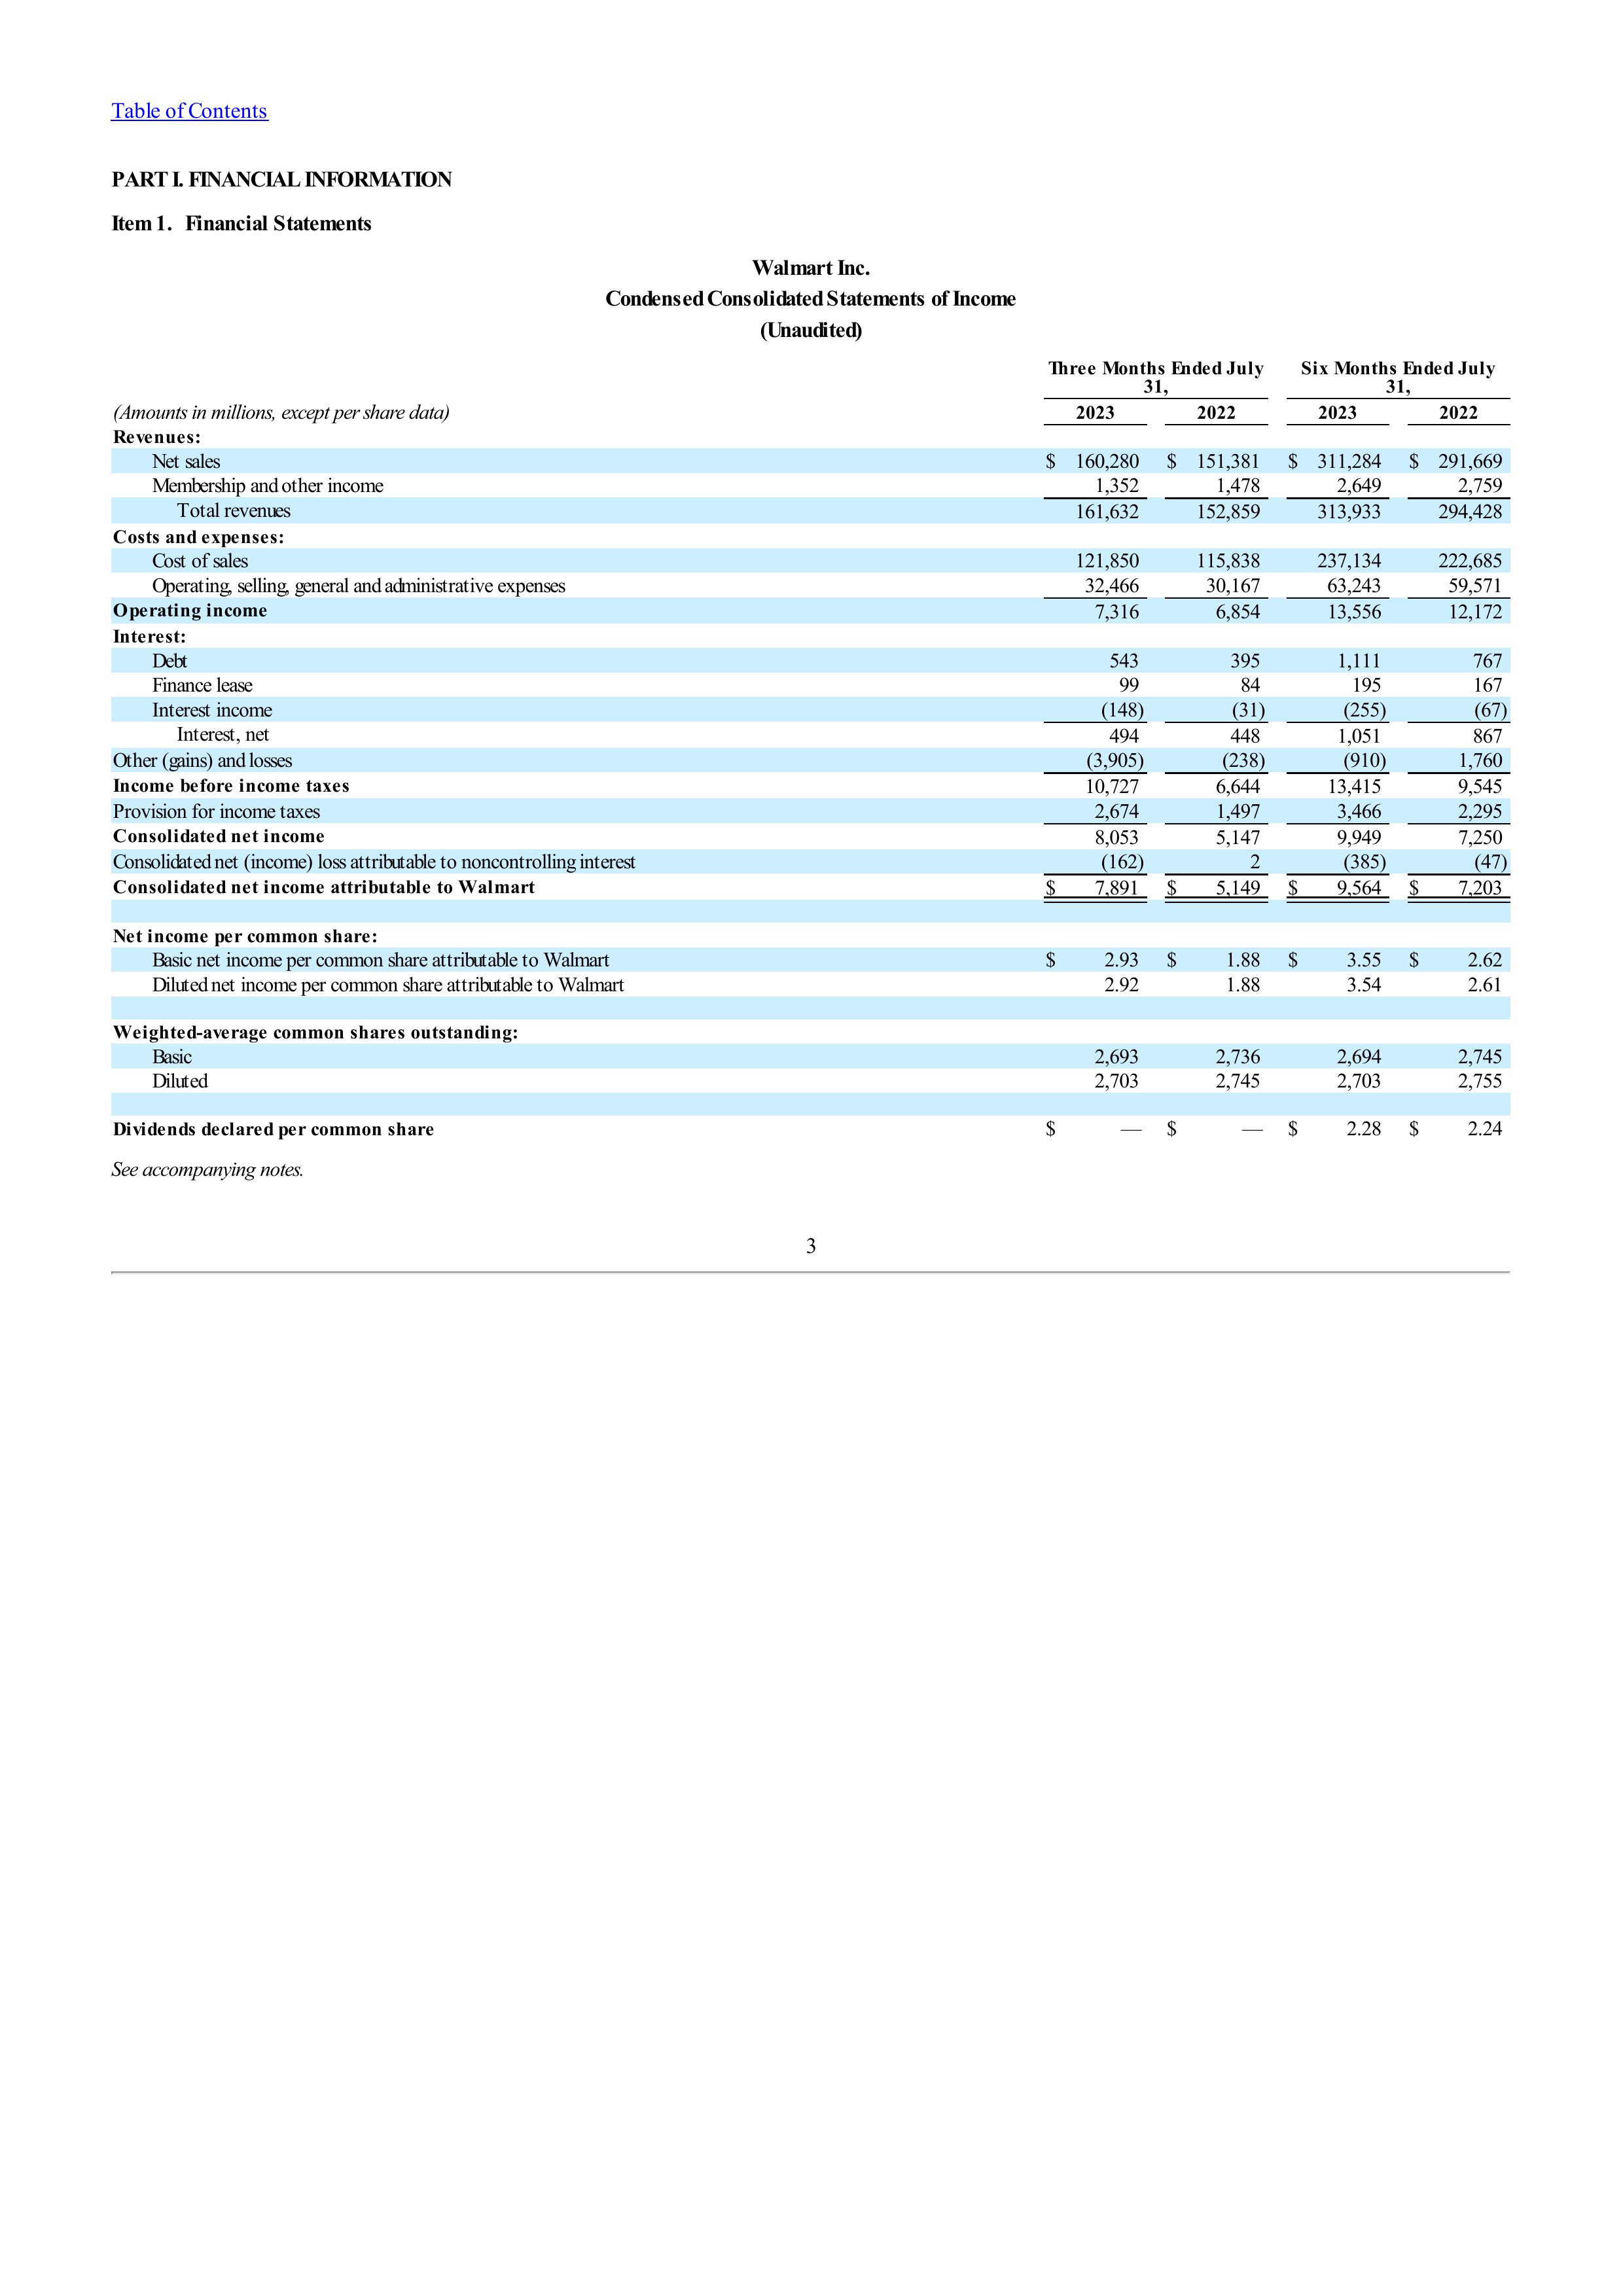 Table of Contents
PART I. FINANCIAL INFORMATION
Item 1. Financial Statements
Walmart Inc.
Condensed Consolidated Statements of Income
(Unaudited)
Three Months Ended July 31, Six Months Ended July 31,
(Amounts in millions, except per share data) 2023 2022 2023 2022
Revenues:
Net sales $ 160,280 $ 151,381 $ 311,284 $ 291,669
Membership and other income 1,352 1,478 2,649 2,759
Total revenues 161,632 152,859 313,933 294,428
Costs and expenses:
Cost of sales 121,850 115,838 237,134 222,685
Operating, selling, general and administrative expenses 32,466 30,167 63,243 59,571
Operating income 7,316 6,854 13,556 12,172
Interest:
Debt 543 395 1,111 767
Finance lease 99 84 195 167
Interest income (148) (31) (255) (67)
Interest, net 494 448 1,051 867
Other (gains) and losses (3,905) (238) (910) 1,760
Income before income taxes 10,727 6,644 13,415 9,545
Provision for income taxes 2,674 1,497 3,466 2,295
Consolidated net income 8,053 5,147 9,949 7,250
Consolidated net (income) loss attributable to noncontrolling interest (162) 2 (385) (47)
Consolidated net income attributable to Walmart $ 7,891 $ 5,149 $ 9,564 $ 7,203
Net income per common share:
Basic net income per common share attributable to Walmart $ 2.93 $ 1.88 $ 3.55 $ 2.62
Diluted net income per common share attributable to Walmart 2.92 1.88 3.54 2.61
Weighted-average common shares outstanding:
Basic 2,693 2,736 2,694 2,745
Diluted 2,703 2,745 2,703 2,755
Dividends declared per common share $ — $ — $ 2.28 $ 2.24
See accompanying notes.
3